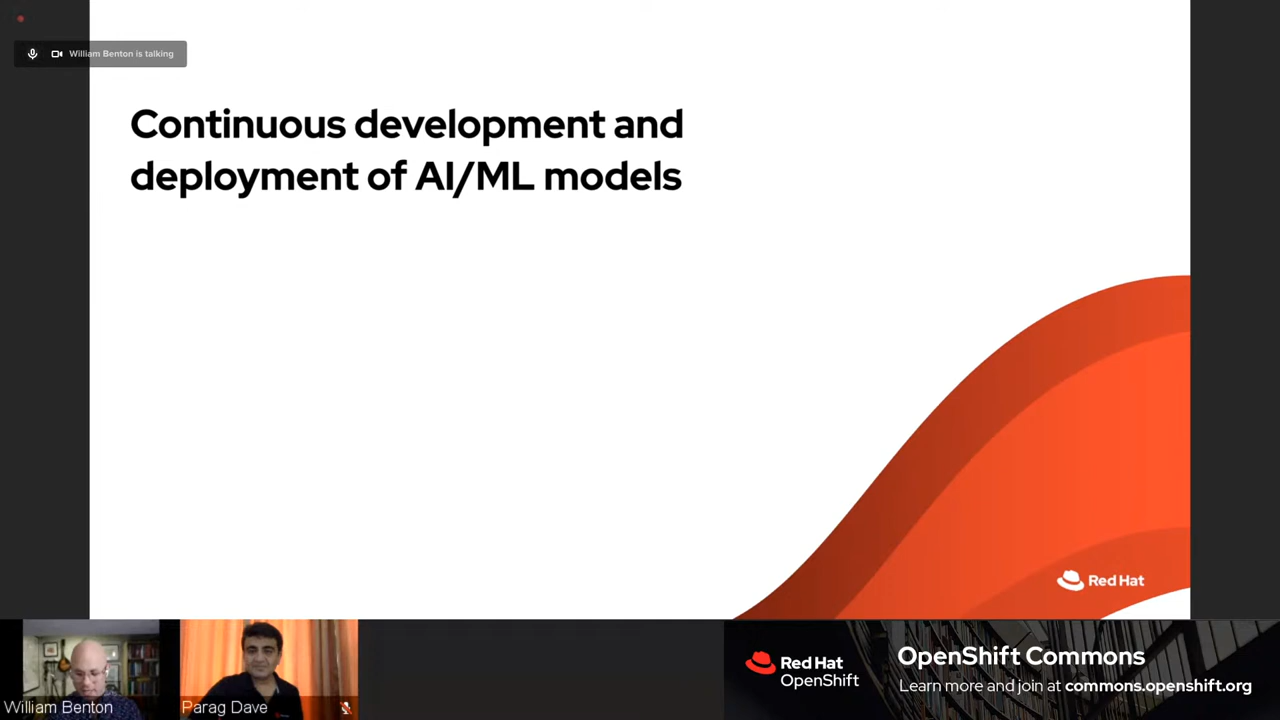 William Benton is talking
Continuous development and
deployment of AI/ML models
Red Hat
William Benton
Parag Dave
Red Hat
OpenShift
OpenShift Commons
Learn more and join at commons.openshift.org